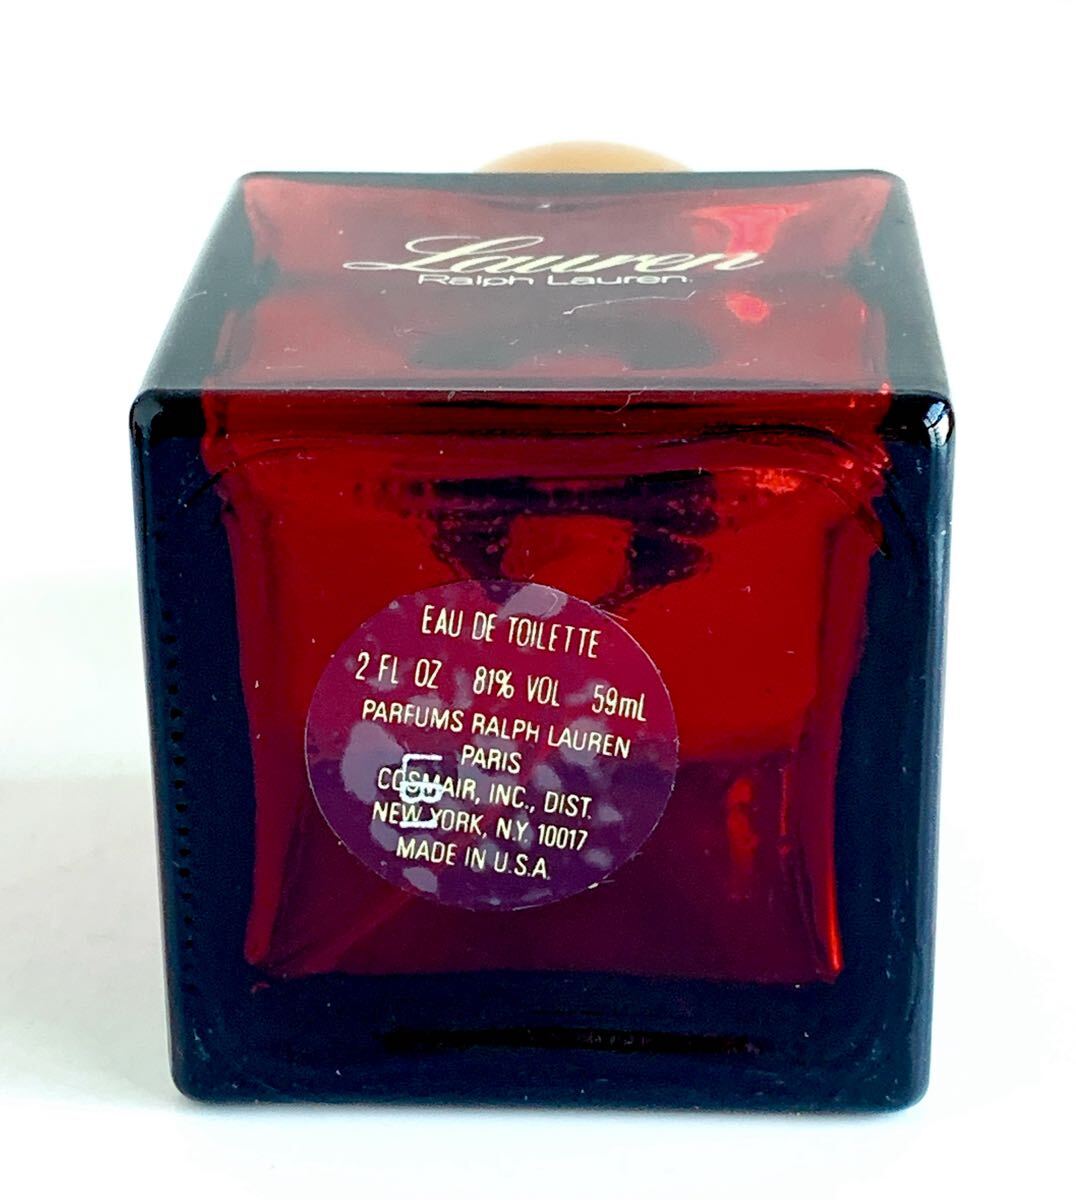 Lauren
Ralph Lauren
EAU DE TOILETTE
2 FL OZ 81% VOL 59mL
PARFUMS RALPH LAUREN
PARIS
COSMAIR, INC., DIST.
NEW YORK, N.Y. 10017
MADE IN U.S.A.